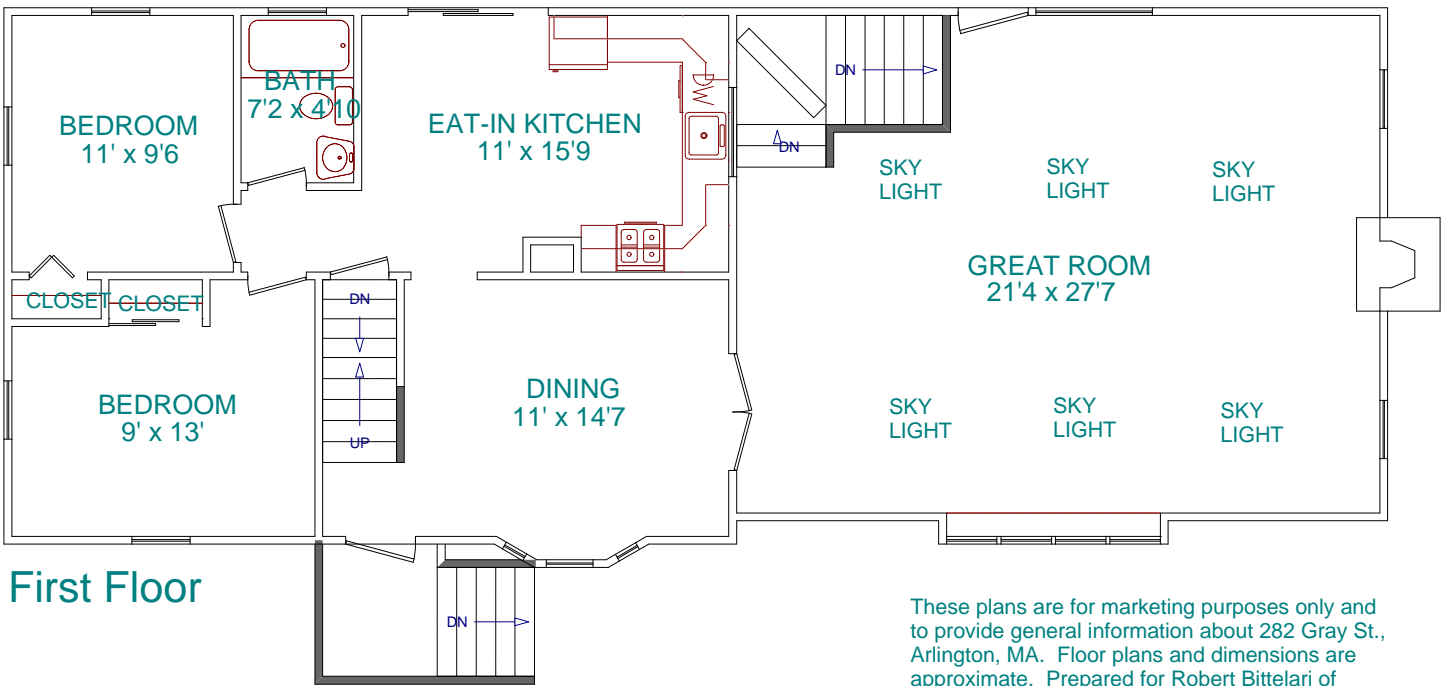 BATH
7'2 x 4'10
BEDROOM
11' x 9'6
EAT-IN KITCHEN
11' x 15'9
DN
DN
SKY
LIGHT
SKY
LIGHT
SKY
LIGHT
GREAT ROOM
21'4 x 27'7
CLOSET
CLOSET
DN
UP
BEDROOM
9' x 13'
DINING
11' x 14'7
SKY
LIGHT
SKY
LIGHT
SKY
LIGHT
First Floor
DN
These plans are for marketing purposes only and
to provide general information about 282 Gray St.,
Arlington, MA. Floor plans and dimensions are
approximate. Prepared for Robert Bittelari of